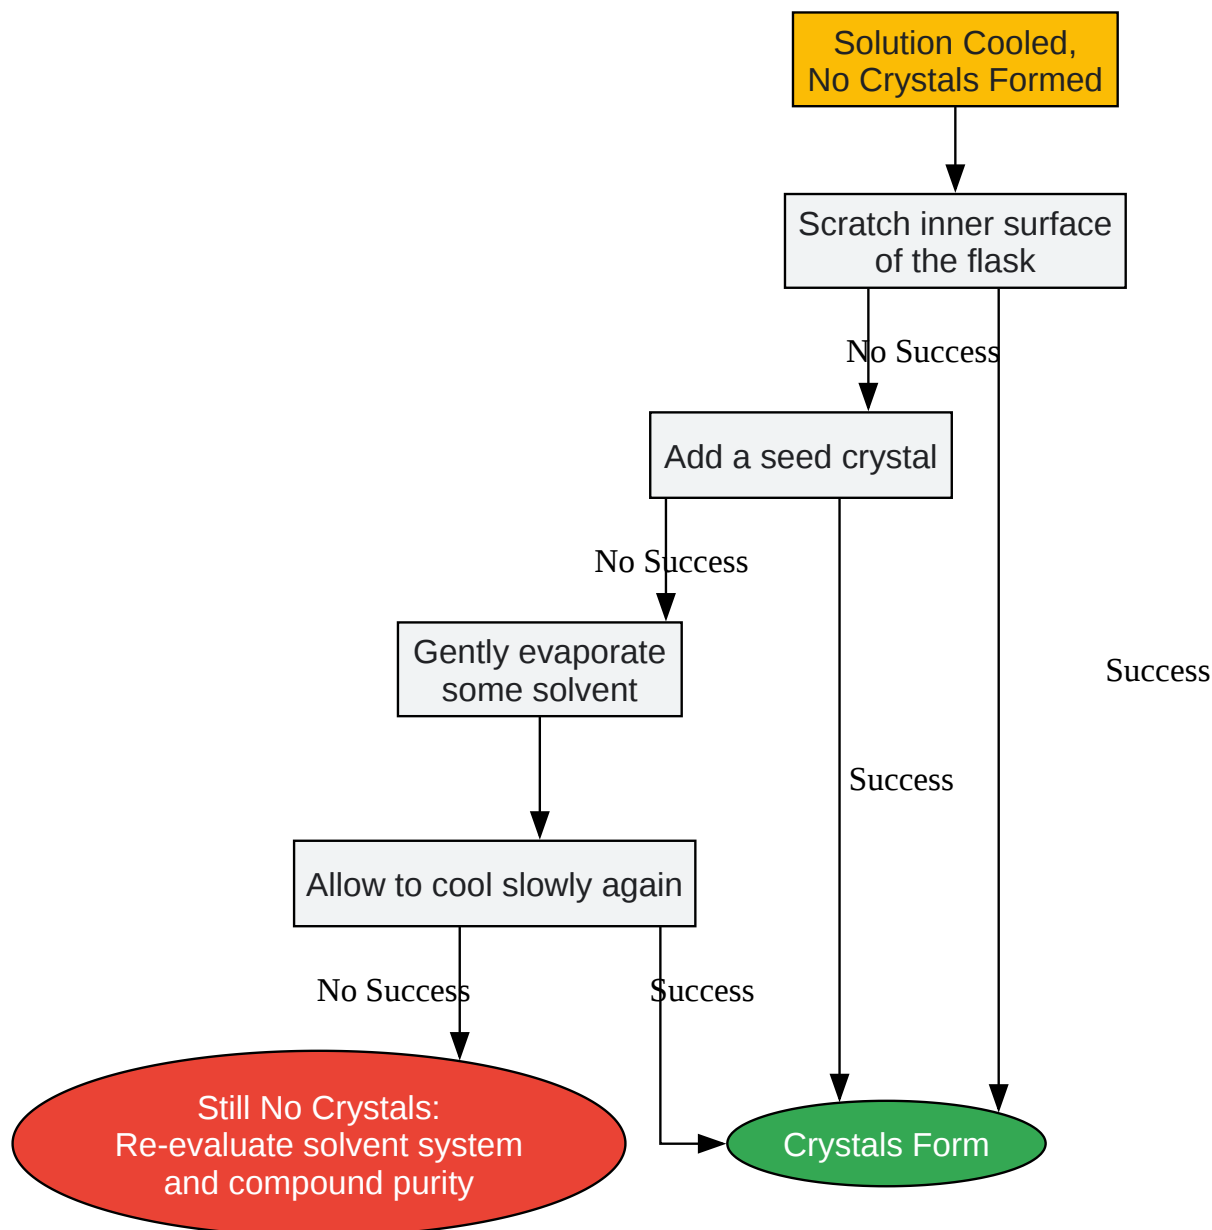 Solution Cooled,
No Crystals Formed
Scratch inner surface
of the flask
No Success
Add a seed crystal
No Success
Gently evaporate
some solvent
Success
Success
Allow to cool slowly again
No Success
Success
Still No Crystals:
Re-evaluate solvent system
and compound purity
Crystals Form